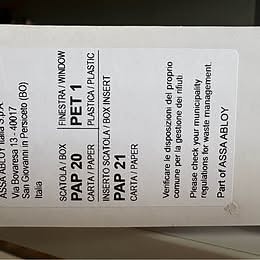 ASSA ABLOY Italia S.p.A
Via Bovaresa 13 - 40017
San Giovanni in Persiceto (BO)
Italia
SCATOLA / BOX
PAP 20
CARTA / PAPER
FINESTRA / WINDOW
PET 1
PLASTICA / PLASTIC
INSERTO SCATOLA / BOX INSERT
PAP 21
CARTA / PAPER
Verificare le disposizioni del proprio
comune per la gestione dei rifiuti
Please check your municipality
regulations for waste management.
Part of ASSA ABLOY